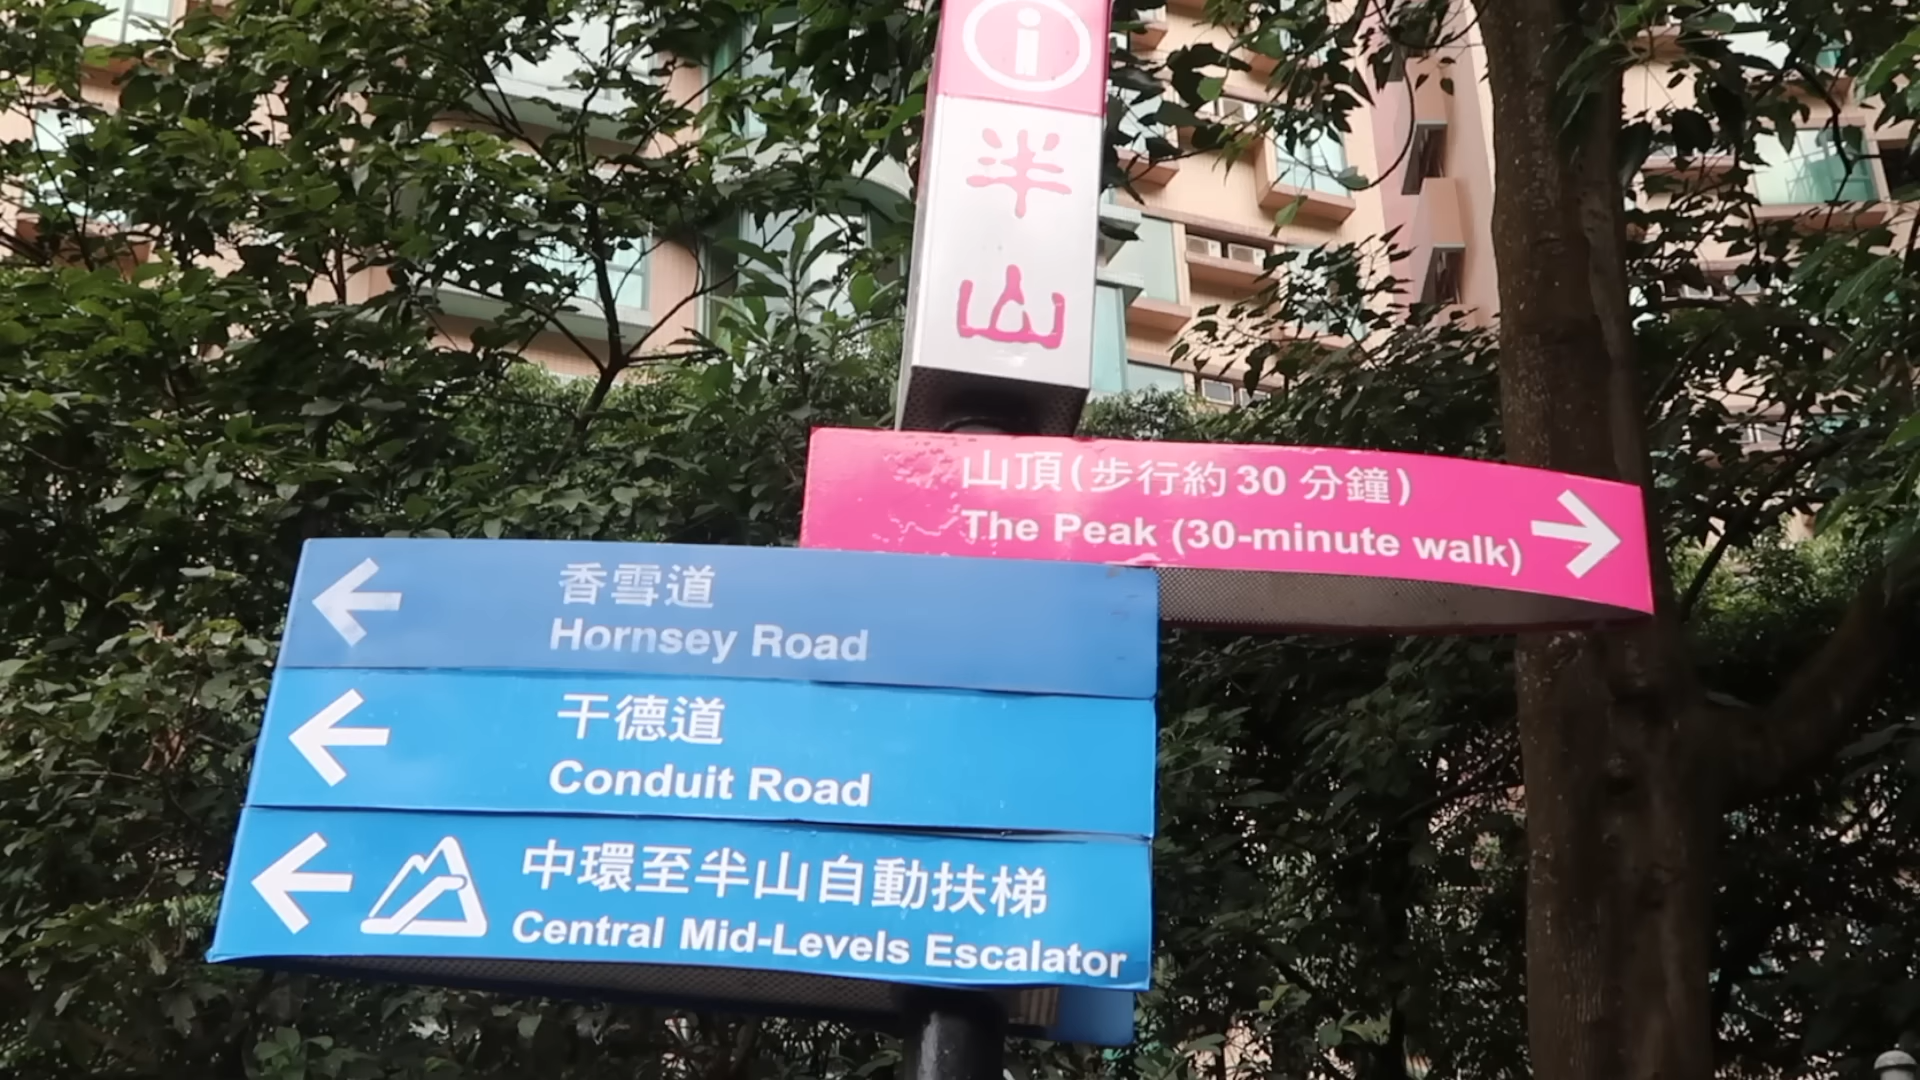 i
半
山
山頂(步行約 30 分鐘)
The Peak (30-minute walk)
香雪道
Hornsey Road
干德道
Conduit Road
中環至半山自動扶梯
Central Mid-Levels Escalator